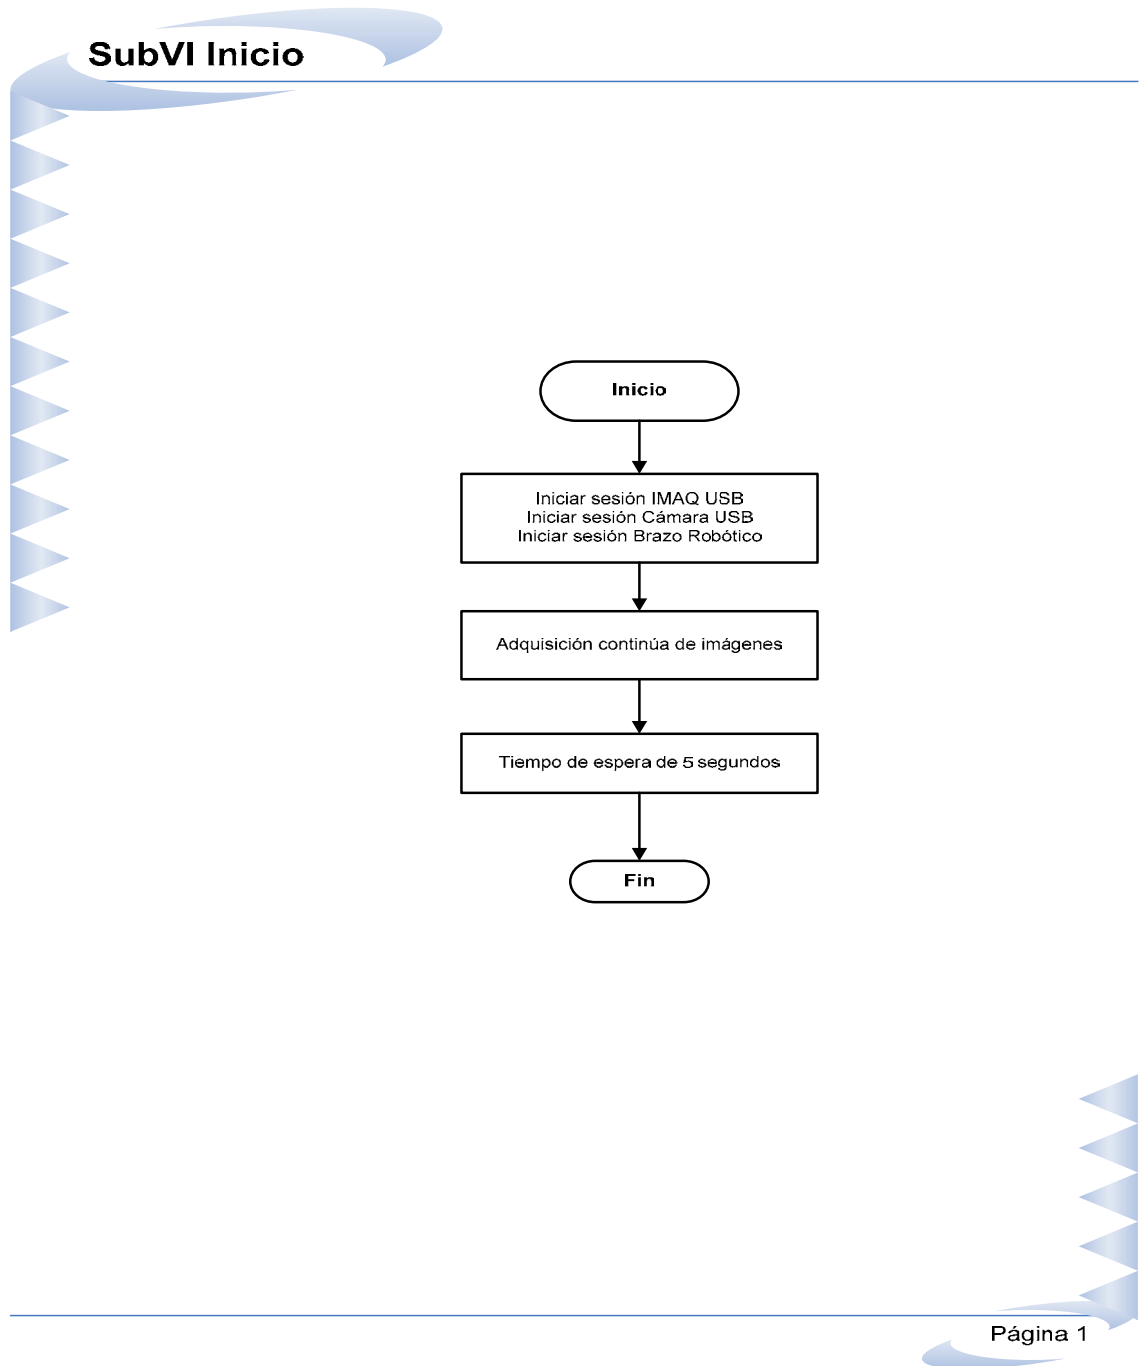 SubVI Inicio
Inicio
Iniciar sesión IMAQ USB
Iniciar sesión Cámara USB
Iniciar sesión Brazo Robótico
Adquisición continúa de imágenes
Tiempo de espera de 5 segundos
Fin
Página 1